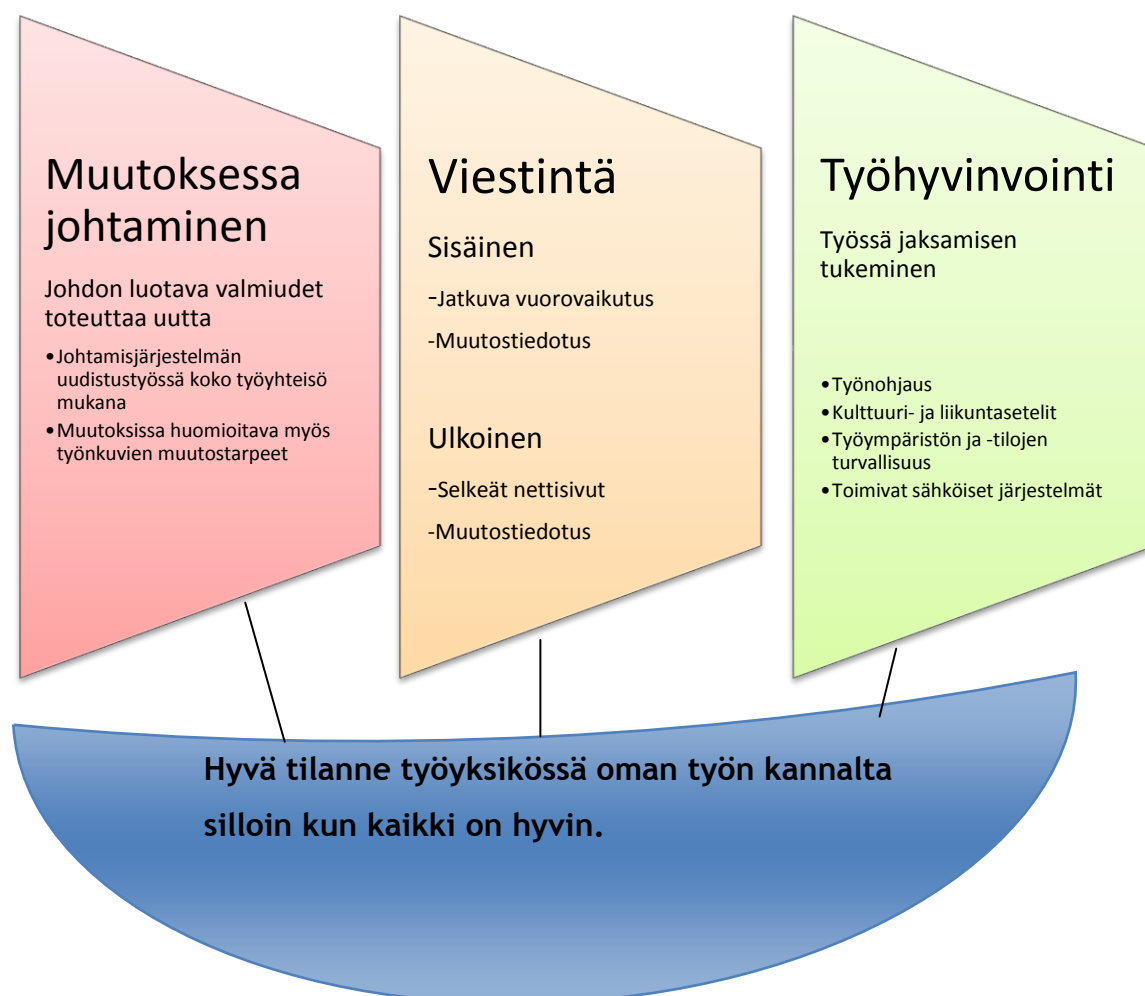 Muutoksessa
johtaminen
Johdon luotava valmiudet
toteuttaa uutta
•Johtamisjärjestelmän
uudistustyössä koko työyhteisö
mukana
•Muutoksissa huomioitava myös
työnkuvien muutostarpeet
Viestintä
Sisäinen
-Jatkuva vuorovaikutus
-Muutostiedotus
Ulkoinen
-Selkeät nettisivut
-Muutostiedotus
Työhyvinvointi
Työssä jaksamisen
tukeminen
•Työnohjaus
•Kulttuuri- ja liikuntasetelit
•Työympäristön ja -tilojen
turvallisuus
•Toimivat sähköiset järjestelmät
Hyvä tilanne työyksikössä oman työn kannalta
silloin kun kaikki on hyvin.